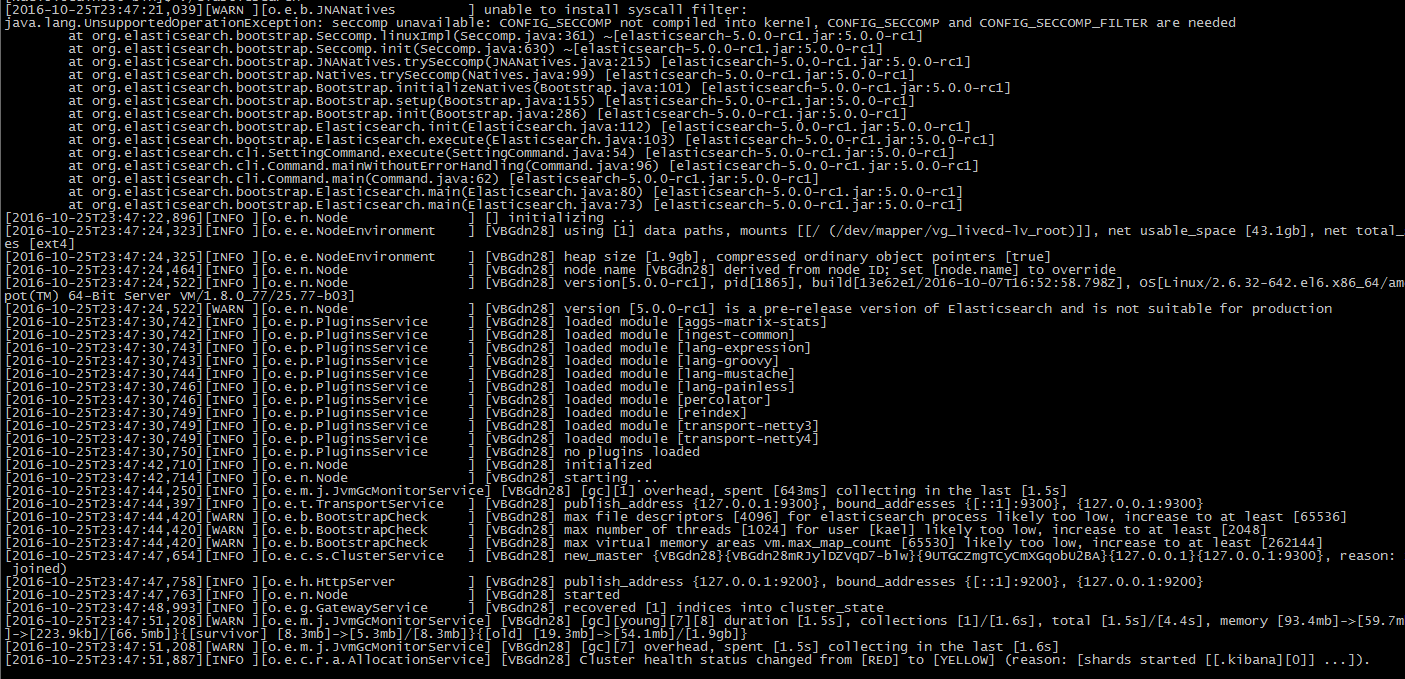 [2016-10-25T23:47:21,039][WARN ][o.e.b.JNANatives         ] unable to install syscall filter:
java.lang.UnsupportedOperationException: seccomp unavailable: CONFIG_SECCOMP not compiled into kernel, CONFIG_SECCOMP and CONFIG_SECCOMP_FILTER are needed
        at org.elasticsearch.bootstrap.Seccomp.linuxImpl(Seccomp.java:361) ~[elasticsearch-5.0.0-rc1.jar:5.0.0-rc1]
        at org.elasticsearch.bootstrap.Seccomp.init(Seccomp.java:630) ~[elasticsearch-5.0.0-rc1.jar:5.0.0-rc1]
        at org.elasticsearch.bootstrap.JNANatives.trySeccomp(JNANatives.java:215) [elasticsearch-5.0.0-rc1.jar:5.0.0-rc1]
        at org.elasticsearch.bootstrap.Natives.trySeccomp(Natives.java:99) [elasticsearch-5.0.0-rc1.jar:5.0.0-rc1]
        at org.elasticsearch.bootstrap.Bootstrap.initializeNatives(Bootstrap.java:101) [elasticsearch-5.0.0-rc1.jar:5.0.0-rc1]
        at org.elasticsearch.bootstrap.Bootstrap.setup(Bootstrap.java:155) [elasticsearch-5.0.0-rc1.jar:5.0.0-rc1]
        at org.elasticsearch.bootstrap.Bootstrap.init(Bootstrap.java:286) [elasticsearch-5.0.0-rc1.jar:5.0.0-rc1]
        at org.elasticsearch.bootstrap.Elasticsearch.init(Elasticsearch.java:112) [elasticsearch-5.0.0-rc1.jar:5.0.0-rc1]
        at org.elasticsearch.bootstrap.Elasticsearch.execute(Elasticsearch.java:103) [elasticsearch-5.0.0-rc1.jar:5.0.0-rc1]
        at org.elasticsearch.cli.SettingCommand.execute(SettingCommand.java:54) [elasticsearch-5.0.0-rc1.jar:5.0.0-rc1]
        at org.elasticsearch.cli.Command.mainWithoutErrorHandling(Command.java:96) [elasticsearch-5.0.0-rc1.jar:5.0.0-rc1]
        at org.elasticsearch.cli.Command.main(Command.java:62) [elasticsearch-5.0.0-rc1.jar:5.0.0-rc1]
        at org.elasticsearch.bootstrap.Elasticsearch.main(Elasticsearch.java:80) [elasticsearch-5.0.0-rc1.jar:5.0.0-rc1]
        at org.elasticsearch.bootstrap.Elasticsearch.main(Elasticsearch.java:73) [elasticsearch-5.0.0-rc1.jar:5.0.0-rc1]
[2016-10-25T23:47:22,896][INFO ][o.e.n.Node               ] [] initializing ...
[2016-10-25T23:47:24,323][INFO ][o.e.e.NodeEnvironment    ] [VBGdn28] using [1] data paths, mounts [[/ (/dev/mapper/vg_livecd-lv_root)]], net usable_space [43.1gb], net total_
es [ext4]
[2016-10-25T23:47:24,325][INFO ][o.e.e.NodeEnvironment    ] [VBGdn28] heap size [1.9gb], compressed ordinary object pointers [true]
[2016-10-25T23:47:24,464][INFO ][o.e.n.Node               ] [VBGdn28] node name [VBGdn28] derived from node ID; set [node.name] to override
[2016-10-25T23:47:24,522][INFO ][o.e.n.Node               ] [VBGdn28] version[5.0.0-rc1], pid[1865], build[13e62e1/2016-10-07T16:52:58.798Z], OS[Linux/2.6.32-642.el6.x86_64/am
pot(TM) 64-Bit Server VM/1.8.0_77/25.77-b03]
[2016-10-25T23:47:24,522][WARN ][o.e.n.Node               ] [VBGdn28] version [5.0.0-rc1] is a pre-release version of Elasticsearch and is not suitable for production
[2016-10-25T23:47:30,742][INFO ][o.e.p.PluginsService     ] [VBGdn28] loaded module [aggs-matrix-stats]
[2016-10-25T23:47:30,742][INFO ][o.e.p.PluginsService     ] [VBGdn28] loaded module [ingest-common]
[2016-10-25T23:47:30,743][INFO ][o.e.p.PluginsService     ] [VBGdn28] loaded module [lang-expression]
[2016-10-25T23:47:30,743][INFO ][o.e.p.PluginsService     ] [VBGdn28] loaded module [lang-groovy]
[2016-10-25T23:47:30,744][INFO ][o.e.p.PluginsService     ] [VBGdn28] loaded module [lang-mustache]
[2016-10-25T23:47:30,746][INFO ][o.e.p.PluginsService     ] [VBGdn28] loaded module [lang-painless]
[2016-10-25T23:47:30,746][INFO ][o.e.p.PluginsService     ] [VBGdn28] loaded module [percolator]
[2016-10-25T23:47:30,749][INFO ][o.e.p.PluginsService     ] [VBGdn28] loaded module [reindex]
[2016-10-25T23:47:30,749][INFO ][o.e.p.PluginsService     ] [VBGdn28] loaded module [transport-netty3]
[2016-10-25T23:47:30,749][INFO ][o.e.p.PluginsService     ] [VBGdn28] loaded module [transport-netty4]
[2016-10-25T23:47:30,750][INFO ][o.e.p.PluginsService     ] [VBGdn28] no plugins loaded
[2016-10-25T23:47:42,710][INFO ][o.e.n.Node               ] [VBGdn28] initialized
[2016-10-25T23:47:42,714][INFO ][o.e.n.Node               ] [VBGdn28] starting ...
[2016-10-25T23:47:44,250][INFO ][o.e.m.j.JvmGcMonitorService] [VBGdn28] [gc][1] overhead, spent [643ms] collecting in the last [1.5s]
[2016-10-25T23:47:44,397][INFO ][o.e.t.TransportService   ] [VBGdn28] publish_address {127.0.0.1:9300}, bound_addresses {[::1]:9300}, {127.0.0.1:9300}
[2016-10-25T23:47:44,420][WARN ][o.e.b.BootstrapCheck     ] [VBGdn28] max file descriptors [4096] for elasticsearch process likely too low, increase to at least [65536]
[2016-10-25T23:47:44,420][WARN ][o.e.b.BootstrapCheck     ] [VBGdn28] max number of threads [1024] for user [kael] likely too low, increase to at least [2048]
[2016-10-25T23:47:44,420][WARN ][o.e.b.BootstrapCheck     ] [VBGdn28] max virtual memory areas vm.max_map_count [65530] likely too low, increase to at least [262144]
[2016-10-25T23:47:47,654][INFO ][o.e.c.s.ClusterService   ] [VBGdn28] new_master {VBGdn28}{VBGdn28mRJylDZVqD7-blw}{9UTGCZmgTCyCmXGqobU2BA}{127.0.0.1}{127.0.0.1:9300}, reason:
 joined)
[2016-10-25T23:47:47,758][INFO ][o.e.h.HttpServer         ] [VBGdn28] publish_address {127.0.0.1:9200}, bound_addresses {[::1]:9200}, {127.0.0.1:9200}
[2016-10-25T23:47:47,763][INFO ][o.e.n.Node               ] [VBGdn28] started
[2016-10-25T23:47:48,993][INFO ][o.e.g.GatewayService     ] [VBGdn28] recovered [1] indices into cluster_state
[2016-10-25T23:47:51,208][WARN ][o.e.m.j.JvmGcMonitorService] [VBGdn28] [gc][young][7][8] duration [1.5s], collections [1]/[1.6s], total [1.5s]/[4.4s], memory [93.4mb]->[59.7m
]->[223.9kb]/[66.5mb]}{[survivor] [8.3mb]->[5.3mb]/[8.3mb]}{[old] [19.3mb]->[54.1mb]/[1.9gb]}
[2016-10-25T23:47:51,208][WARN ][o.e.m.j.JvmGcMonitorService] [VBGdn28] [gc][7] overhead, spent [1.5s] collecting in the last [1.6s]
[2016-10-25T23:47:51,887][INFO ][o.e.c.r.a.AllocationService] [VBGdn28] Cluster health status changed from [RED] to [YELLOW] (reason: [shards started [[.kibana][0]] ...]).